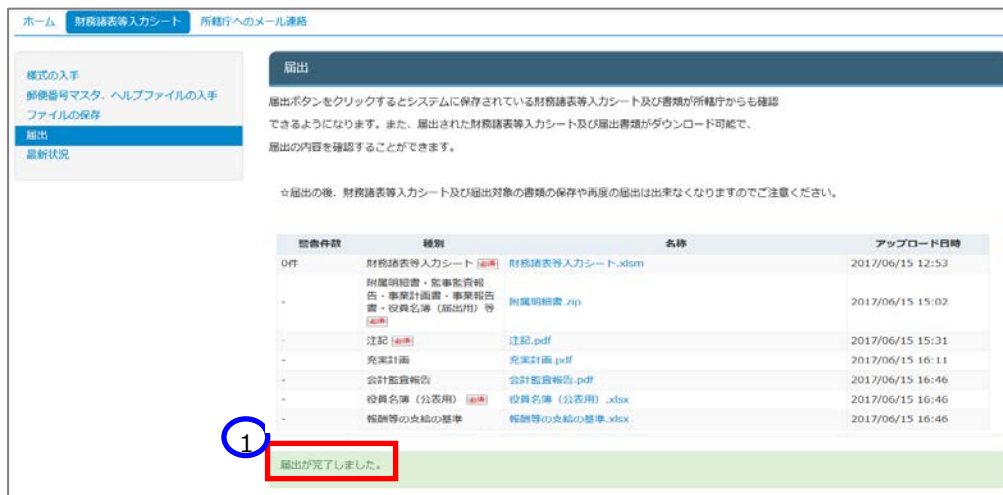 ホーム 財務諸表等入力シート 所轄庁へのメール連絡
様式の入手
郵便番号マスタ、ヘルプファイルの入手
ファイルの保存
届出
最新状況
届出
届出ボタンをクリックするとシステムに保存されている財務諸表等入力シート及び書類が所轄庁からも確認
できるようになります。また、届出された財務諸表等入力シート及び届出書類がダウンロード可能で、
届出の内容を確認することができます。
☆届出の後、財務諸表等入力シート及び届出対象の書類の保存や再度の届出は出来なくなりますのでご注意ください。
警告件数 種別 名称 アップロード日時
0件 財務諸表等入力シート 必須 財務諸表等入力シート.xlsm 2017/06/15 12:53
附属明細書・監事監査報
告・事業計画書・事業報告
書・役員名簿（届出用）等
必須
- 附属明細書.zip 2017/06/15 15:02
- 注記 必須 注記.pdf 2017/06/15 15:31
- 充実計画 充実計画.pdf 2017/06/15 16:11
- 会計監査報告 会計監査報告.pdf 2017/06/15 16:46
- 役員名簿（公表用） 必須 役員名簿（公表用）.xlsx 2017/06/15 16:46
- 報酬等の支給の基準 報酬等の支給の基準.xlsx 2017/06/15 16:46
1
届出が完了しました。